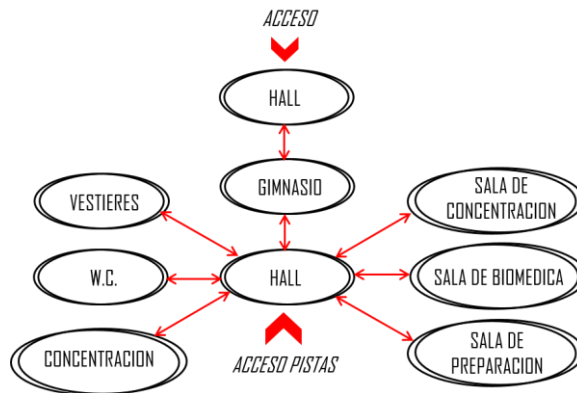 ACCESO
HALL
GIMNASIO
VESTIERES
SALA DE
CONCENTRACION
W.C.
HALL
SALA DE BIOMEDICA
CONCENTRACION
ACCESO PISTAS
SALA DE
PREPARACION